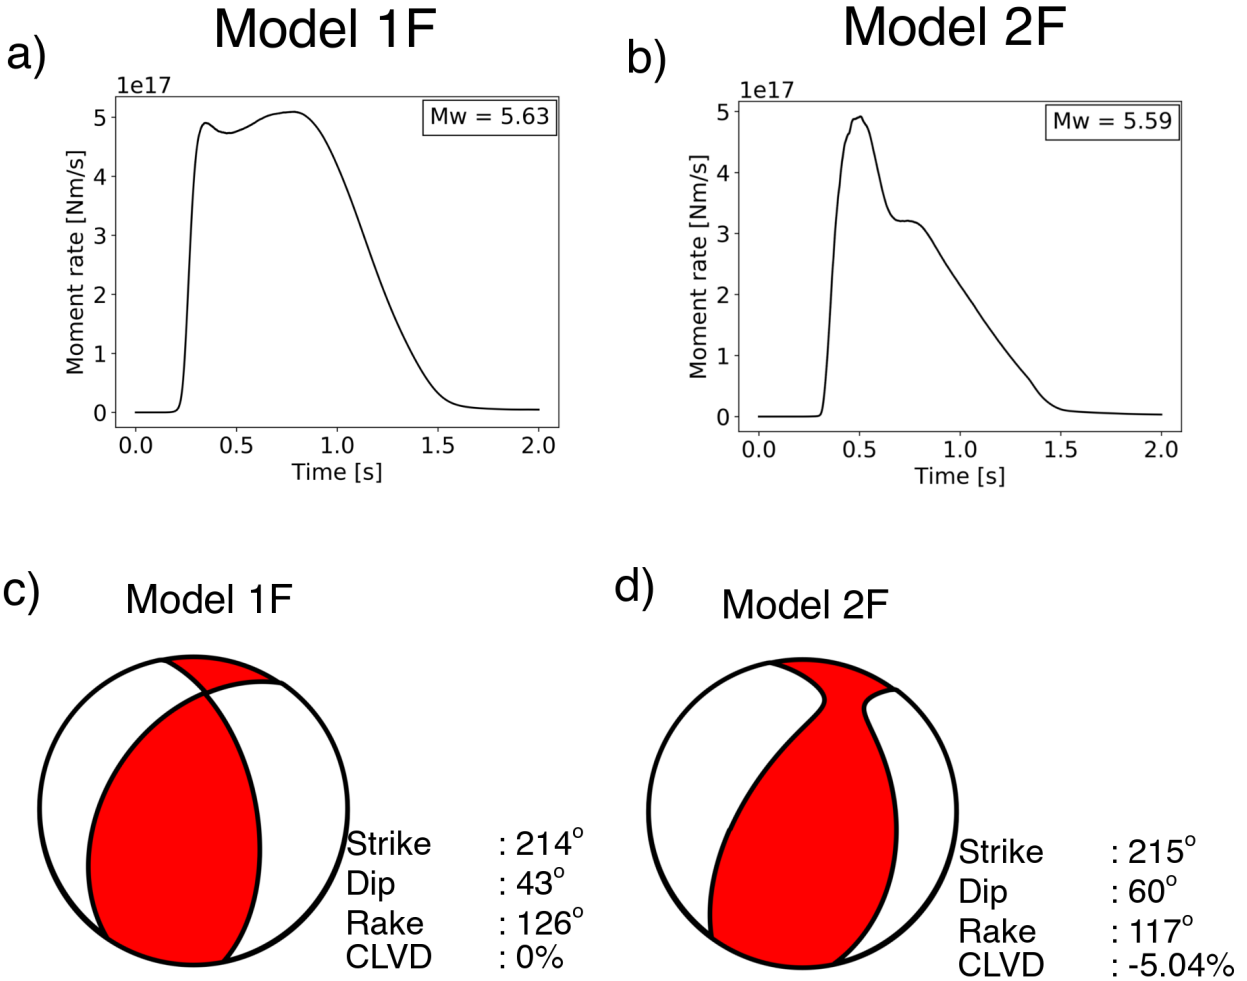 Model 1F
Model 2F
a)
b)
1e17
1e17
Mw = 5.63
Mw = 5.59
Moment rate [Nm/s]
5
4
3
2
1
0
0.0 0.5 1.0 1.5 2.0
Time [s]
Moment rate [Nm/s]
5
4
3
2
1
0
0.0 0.5 1.0 1.5 2.0
Time [s]
c)
Model 1F
d)
Model 2F
Strike : 214°
Dip : 43°
Rake : 126°
CLVD : 0%
Strike : 215°
Dip : 60°
Rake : 117°
CLVD : -5.04%